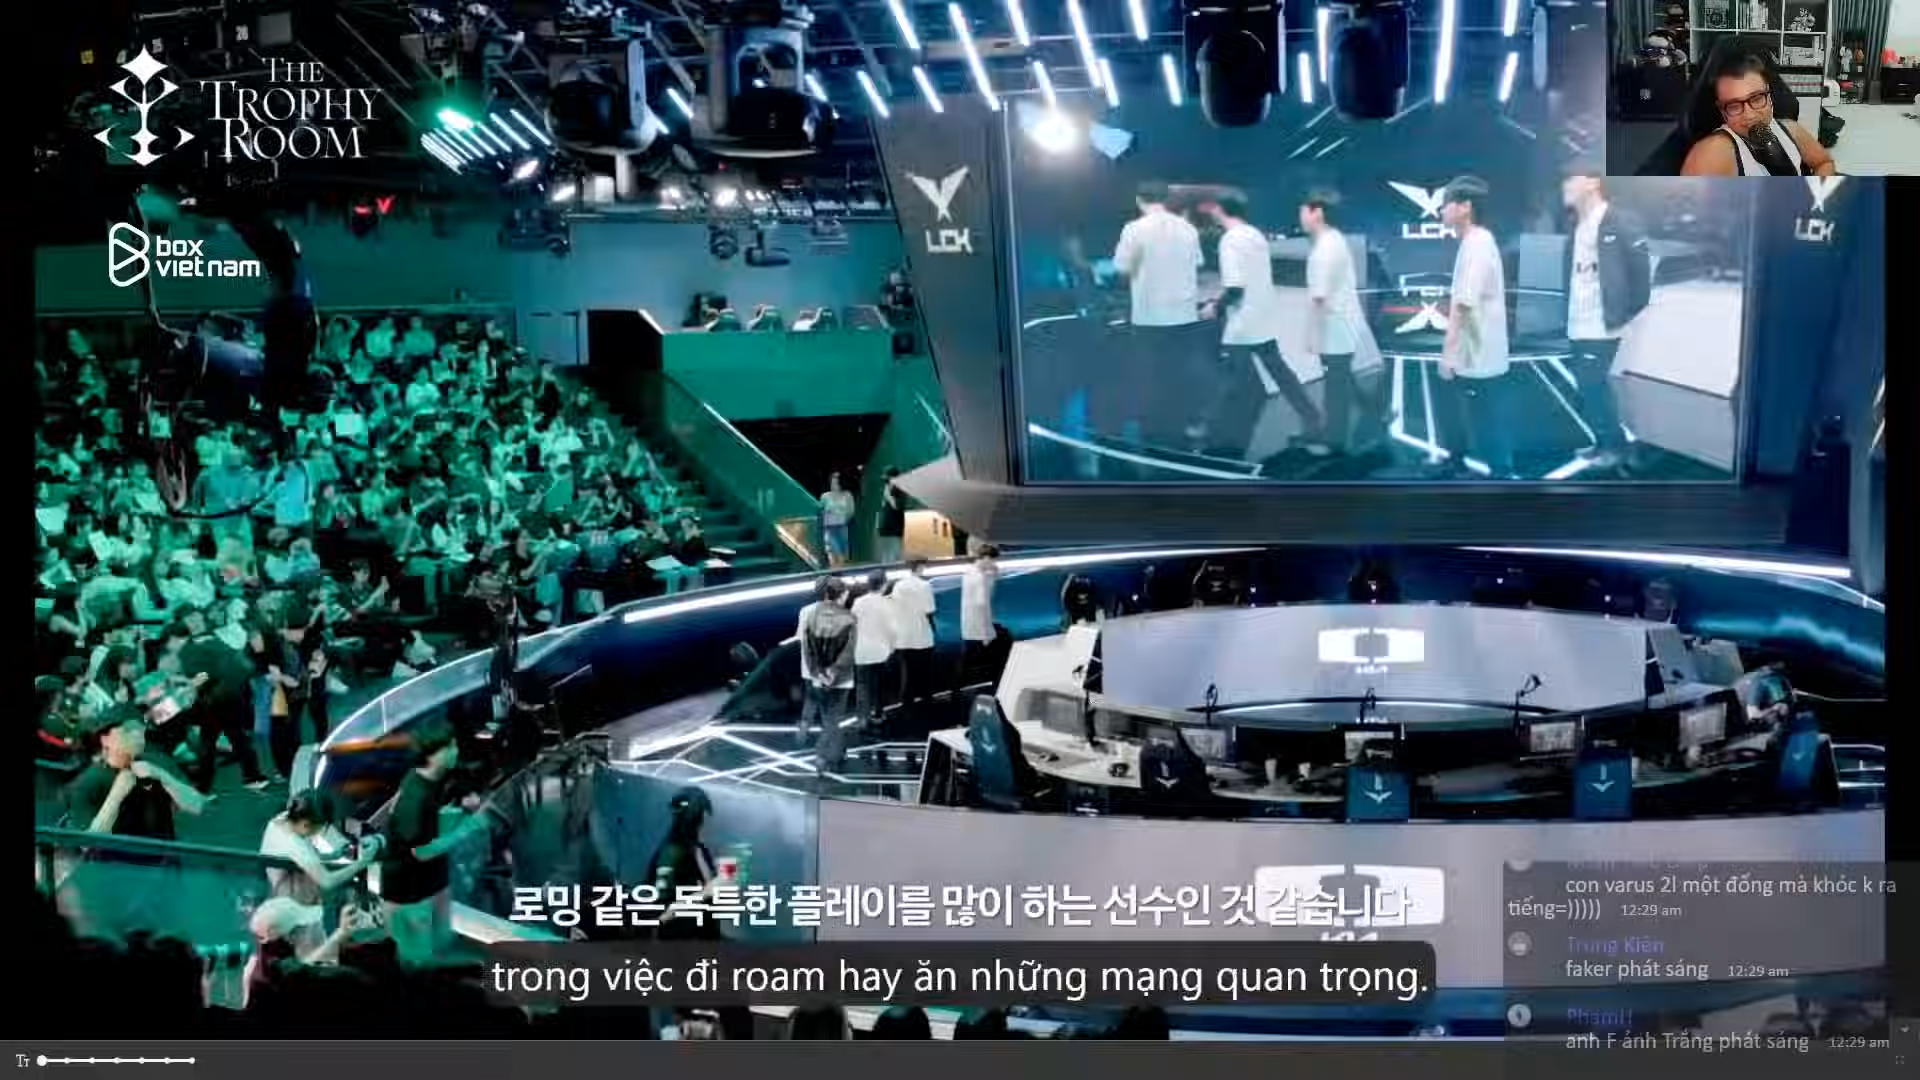 THE
TROPHY
ROOM
box
việt nam
LCK
LCK
LCK
로밍 같은 독특한 플레이를 많이 하는 선수인 것 같습니다
trong việc đi roam hay ăn những mạng quan trọng.
con varus 2l một đống mà khóc k ra
tiếng=))))) 12:29 am
Trung Kiên
faker phát sáng 12:29 am
anh F ánh Trắng phát sáng 12:29 am